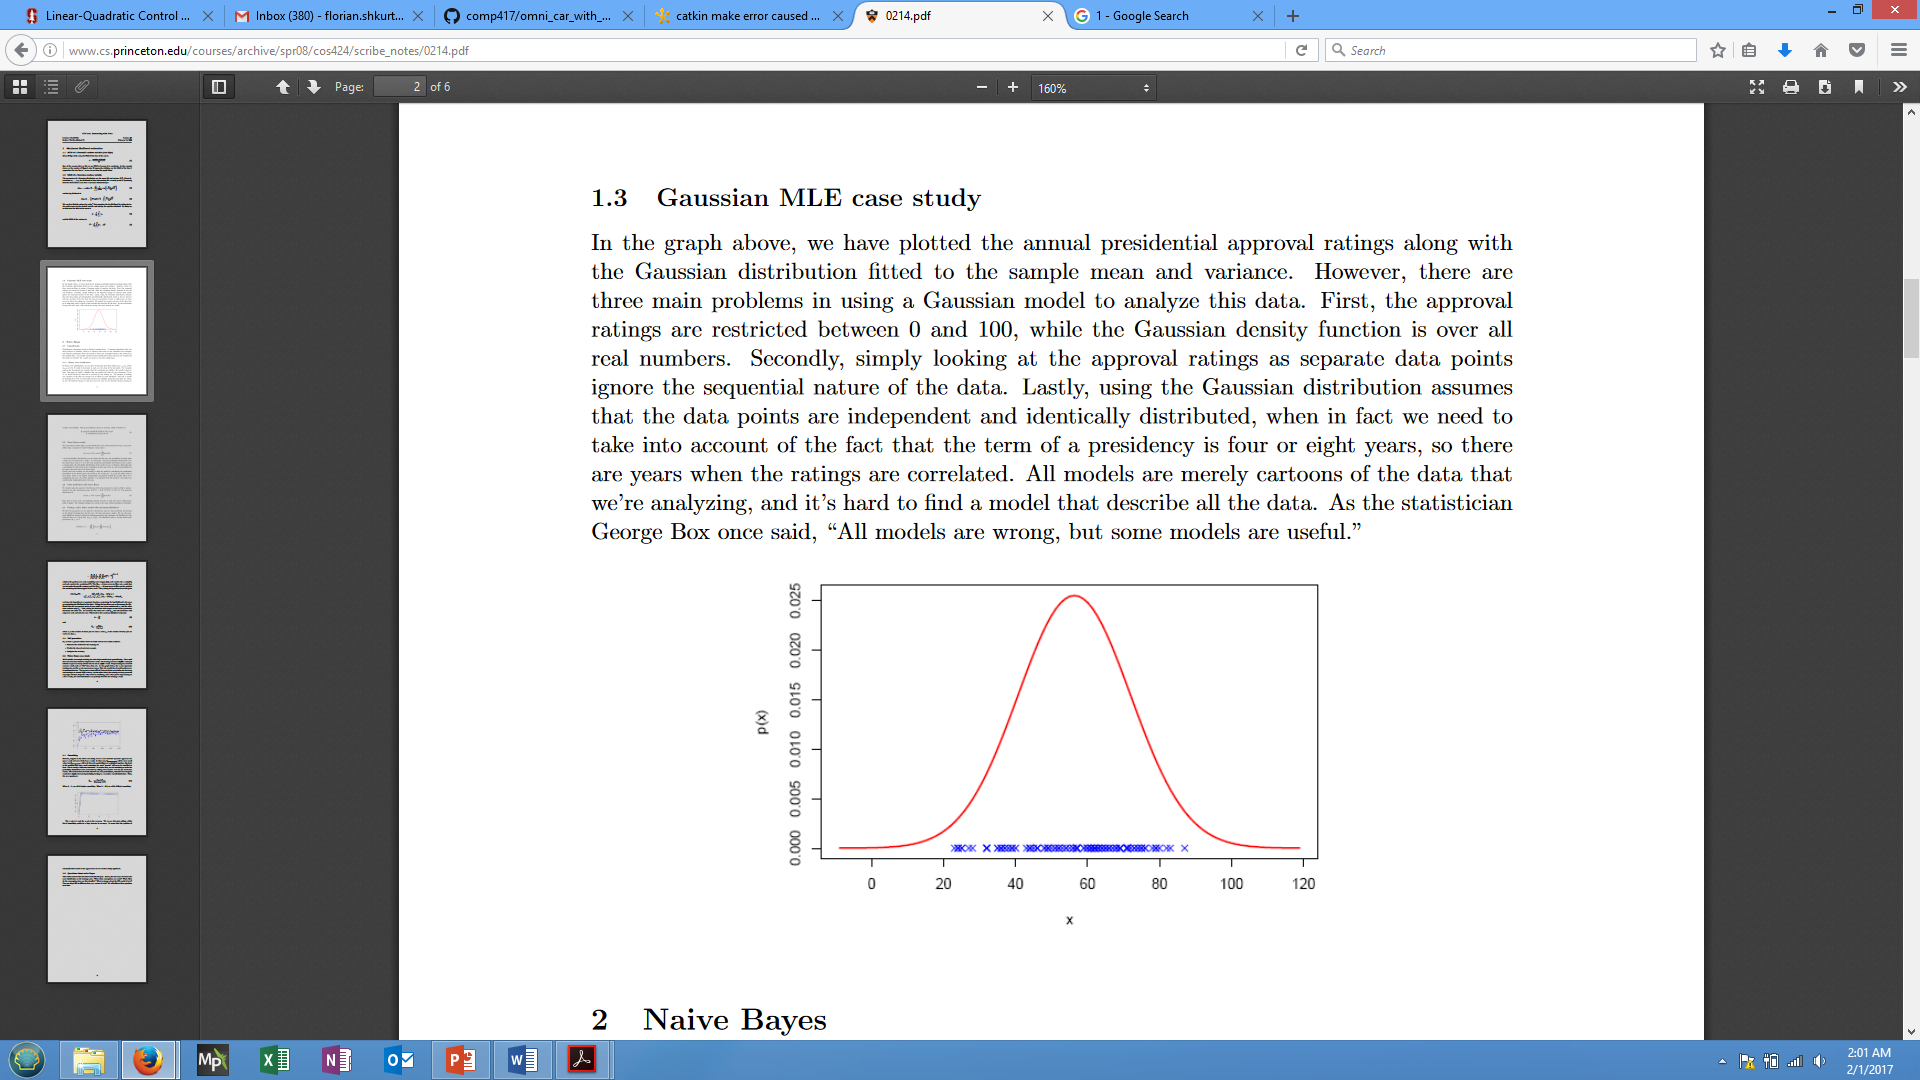 Linear-Quadratic Control ...
Inbox (380) - florian.shkurt...
comp417/omni_car_with_...
catkin make error caused ...
0214.pdf
1 - Google Search
www.cs.princeton.edu/courses/archive/spr08/cos424/scribe_notes/0214.pdf
Search
Page: 2 of 6
160%
1.3 Gaussian MLE case study
In the graph above, we have plotted the annual presidential approval ratings along with
the Gaussian distribution fitted to the sample mean and variance. However, there are
three main problems in using a Gaussian model to analyze this data. First, the approval
ratings are restricted between 0 and 100, while the Gaussian density function is over all
real numbers. Secondly, simply looking at the approval ratings as separate data points
ignore the sequential nature of the data. Lastly, using the Gaussian distribution assumes
that the data points are independent and identically distributed, when in fact we need to
take into account of the fact that the term of a presidency is four or eight years, so there
are years when the ratings are correlated. All models are merely cartoons of the data that
we're analyzing, and it's hard to find a model that describe all the data. As the statistician
George Box once said, “All models are wrong, but some models are useful.”
0.025
0.020
0.015
0.010
0.005
0.000
p(x)
0 20 40 60 80 100 120
x
2 Naive Bayes
2:01 AM
2/1/2017